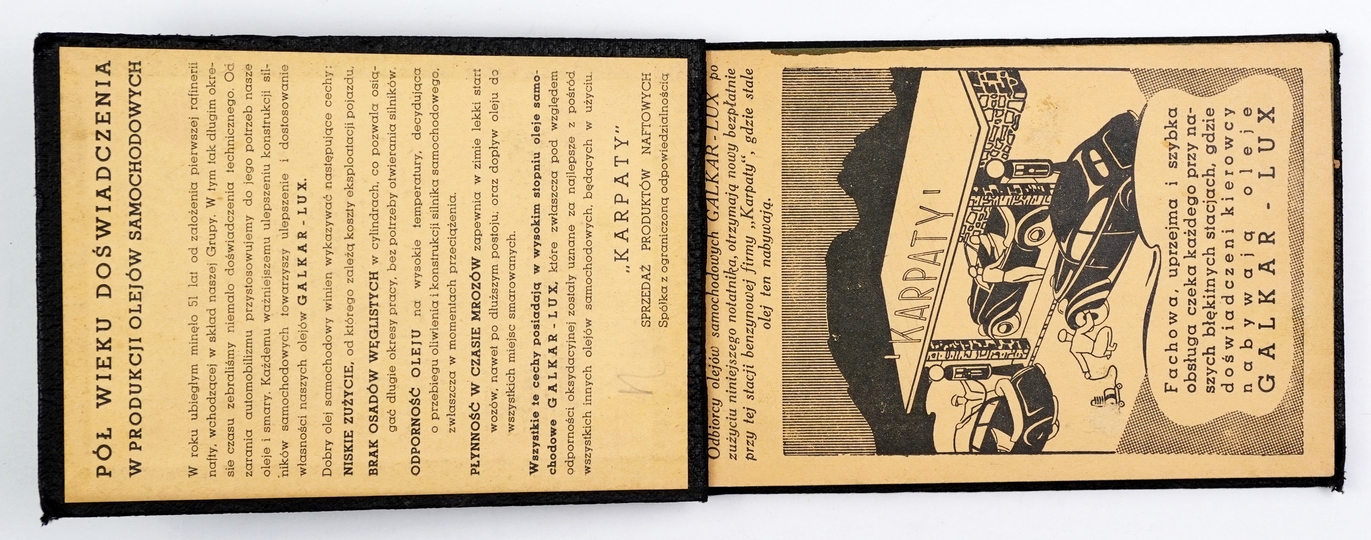 PÓŁ WIEKU DOŚWIADCZENIA
W PRODUKCJI OLEJÓW SAMOCHODOWYCH
W roku ubiegłym minęło 51 lat od założenia pierwszej rafinerii
nafty, wchodzącej w skład naszej Grupy. W tym tak długim okre-
sie czasu zebraliśmy niemało doświadczenia technicznego. Od
zarania automobilizmu przystosowujemy do jego potrzeb nasze
oleje i smary. Każdemu ważniejszemu ulepszeniu konstrukcji sil-
ników samochodowych towarzyszy ulepszenie i dostosowanie
własności naszych olejów GALKAR-LUX.
Dobry olej samochodowy winien wykazywać następujące cechy:
NISKIE ZUŻYCIE, od którego zależą koszty eksploatacji pojazdu,
BRAK OSADÓW WĘGLISTYCH w cylindrach, co pozwala osią-
gać długie okresy pracy, bez potrzeby otwierania silników,
ODPORNOŚĆ OLEJU na wysokie temperatury, decydująca
o przebiegu oliwienia i konstrukcji silnika samochodowego,
zwłaszcza w momentach przeciążenia.
PŁYNNOŚĆ W CZASIE MROZÓW zapewnia w zimie lekki start
wozów, nawet po dłuższym postoju, oraz dopływ oleju do
wszystkich miejsc smarowanych.
Wszystkie te cechy posiadają w wysokim stopniu oleje samo-
chodowe GALKAR-LUX, które zwłaszcza pod względem
odporności oksydacyjnej zostały uznane za najlepsze z pośród
wszystkich innych olejów samochodowych, będących w użyciu.
„KARPATY"
SPRZEDAŻ PRODUKTÓW NAFTOWYCH
Spółka z ograniczoną odpowiedzialnością
n
Odbiorcy olejów samochodowych GALKAR-LUX po
zużyciu niniejszego notatnika, otrzymają nowy bezpłatnie
przy tej stacji benzynowej firmy „Karpaty", gdzie stale
olej ten nabywają.
"KARPATY"
Fachowa, uprzejma i szybka
obsługa czeka każdego przy na-
szych błękitnych stacjach, gdzie
doświadczeni kierowcy
nabywają oleje
GALKAR-LUX